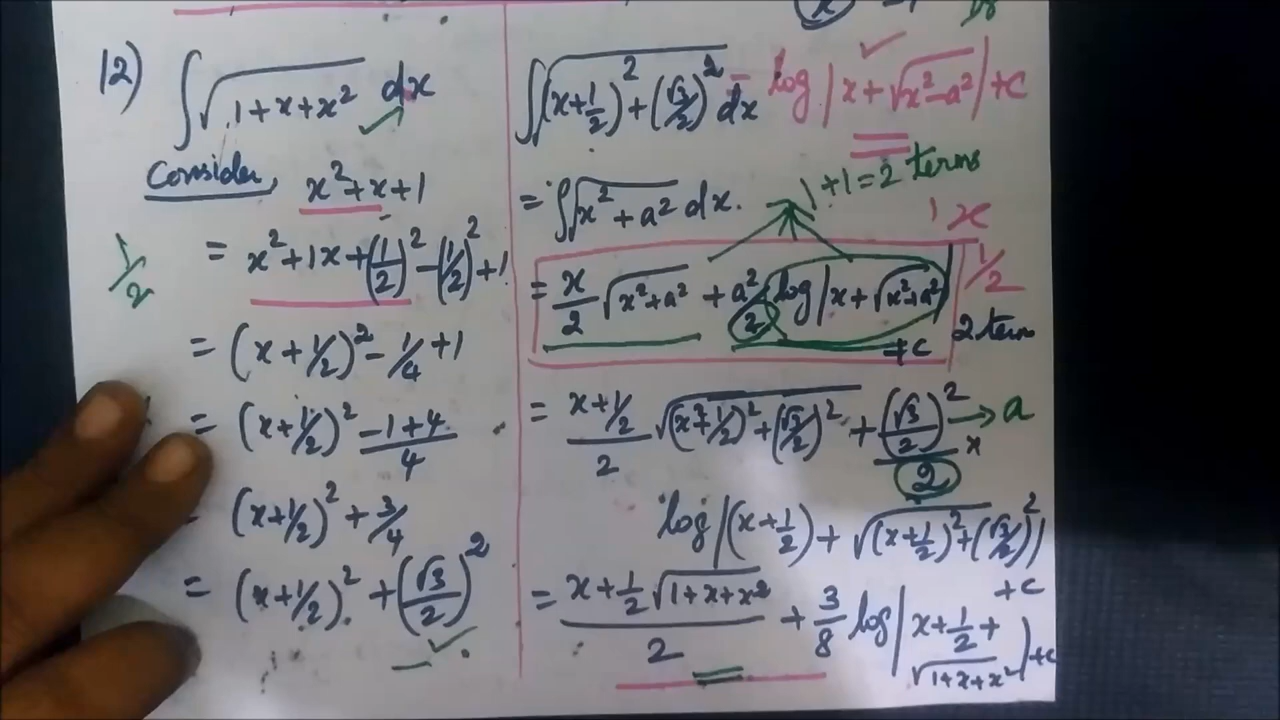 12) ∫√1+x+x² dx
Consider, x²+x+1
1/2
= x²+1x+(1/2)²-(1/2)²+1
= (x+1/2)²-1/4+1
= (x+1/2)² -1+4/4
= (x+1/2)²+3/4
= (x+1/2)²+(√3/2)²
∫√(x+1/2)²+(√3/2)² dx
- log|x+√x²-a²|+c
1+1=2 terms
= ∫√x²+a² dx.
1 x
1/2
= x/2 √x²+a² + a²/2 log|x+√x²+a²|
+c
2 term
= x+1/2/2 √(x+1/2)²+(√3/2)² + (√3/2)²/2 → a
x
log|(x+1/2)+√(x+1/2)²+(√3/2)²|
+c
= x+1/2√1+x+x²/2 + 3/8 log|x+1/2+
√1+x+x²|+c